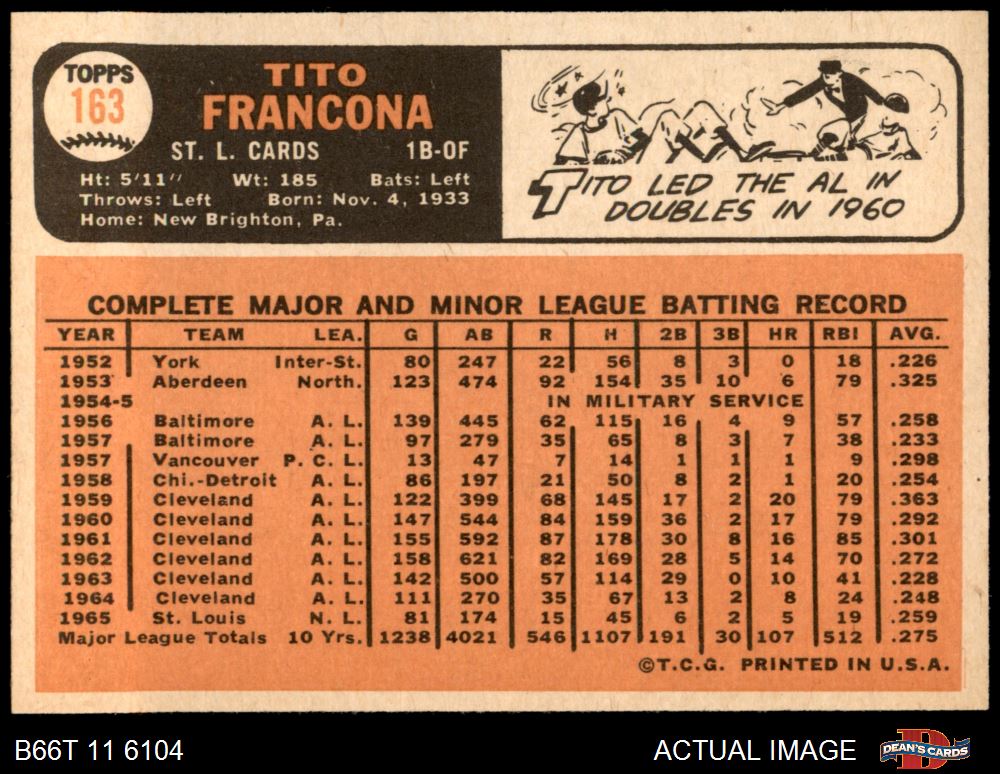 TOPPS
163
TITO
FRANCONA
ST. L. CARDS 1B-OF
Ht: 5'11" Wt: 185 Bats: Left
Throws: Left Born: Nov. 4, 1933
Home: New Brighton, Pa.
TITO LED THE AL IN
DOUBLES IN 1960
COMPLETE MAJOR AND MINOR LEAGUE BATTING RECORD
YEAR TEAM LEA. G AB R H 2B 3B HR RBI AVG.
1952 York Inter-St. 80 247 22 56 8 3 0 18 .226
1953 Aberdeen North. 123 474 92 154 35 10 6 79 .325
1954-5 IN MILITARY SERVICE
1956 Baltimore A. L. 139 445 62 115 16 4 9 57 .258
1957 Baltimore A. L. 97 279 35 65 8 3 7 38 .233
1957 Vancouver P. C. L. 13 47 7 14 1 1 1 9 .298
1958 Chi.-Detroit A. L. 86 197 21 50 8 2 1 20 .254
1959 Cleveland A. L. 122 399 68 145 17 2 20 79 .363
1960 Cleveland A. L. 147 544 84 159 36 2 17 79 .292
1961 Cleveland A. L. 155 592 87 178 30 8 16 85 .301
1962 Cleveland A. L. 158 621 82 169 28 5 14 70 .272
1963 Cleveland A. L. 142 500 57 114 29 0 10 41 .228
1964 Cleveland A. L. 111 270 35 67 13 2 8 24 .248
1965 St. Louis N. L. 81 174 15 45 6 2 5 19 .259
Major League Totals 10 Yrs. 1238 4021 546 1107 191 30 107 512 .275
©T.C.G. PRINTED IN U.S.A.
B66T 11 6104 ACTUAL IMAGE
DEAN'S CARDS